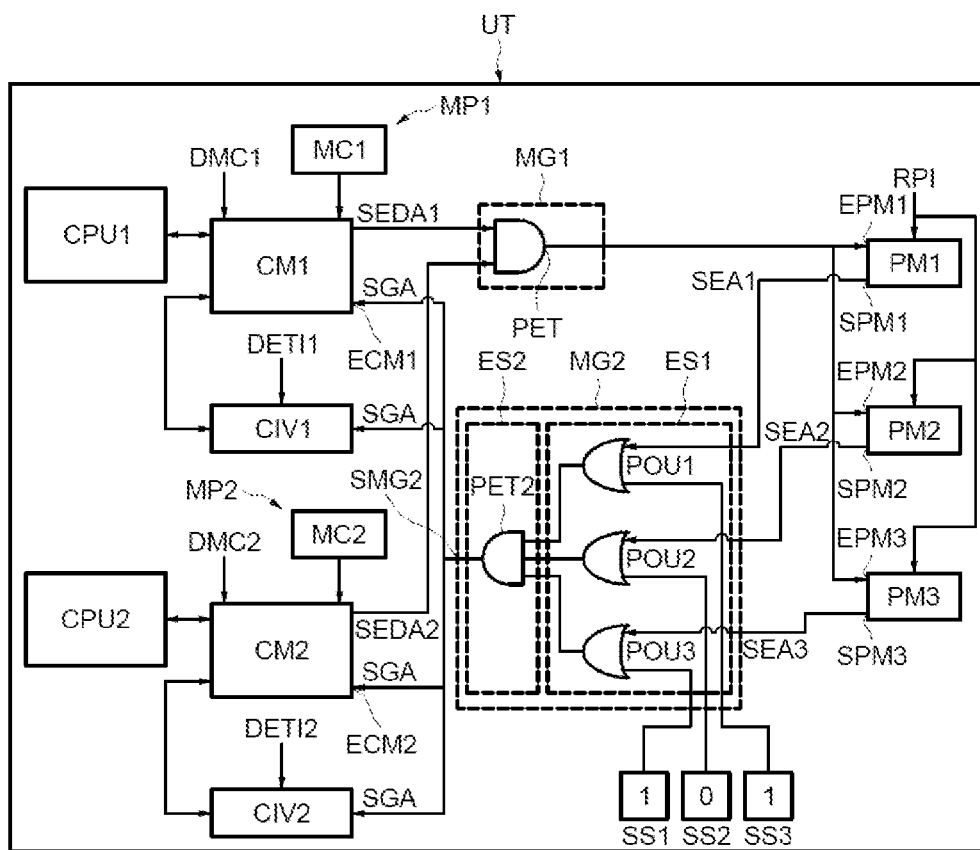 UT
MP1
DMC1
MC1
MG1
RPI
CPU1
SEDA1
EPM1
CM1
PM1
SGA
SEA1
PET
SPM1
ECM1
DETI1
ES2
MG2
ES1
EPM2
SGA
CIV1
SEA2
PM2
POU1
SMG2
PET2
SPM2
MP2
MC2
DMC2
POU2
EPM3
CPU2
PM3
CM2
SEDA2
POU3
SEA3
SPM3
SGA
ECM2
DETI2
SGA
CIV2
1
0
1
SS1
SS2
SS3